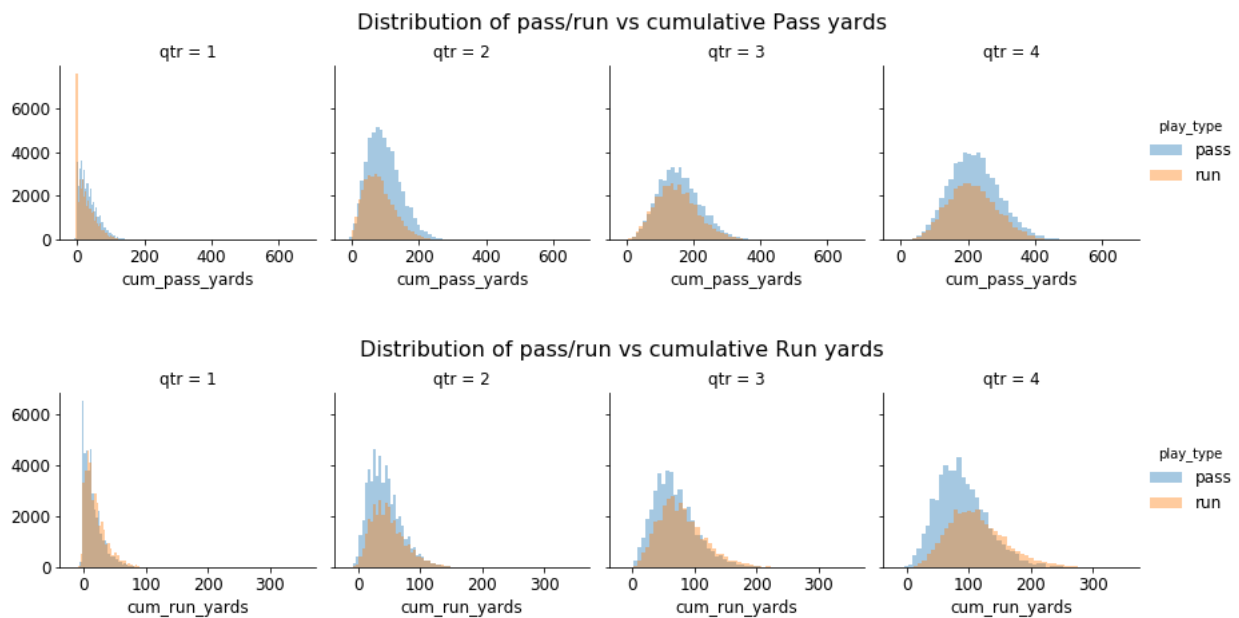 Distribution of pass/run vs cumulative Pass yards
qtr = 1 qtr = 2 qtr = 3 qtr = 4
6000
4000
2000
0
play_type
pass
run
0 200 400 600 0 200 400 600 0 200 400 600 0 200 400 600
cum_pass_yards cum_pass_yards cum_pass_yards cum_pass_yards
Distribution of pass/run vs cumulative Run yards
qtr = 1 qtr = 2 qtr = 3 qtr = 4
6000
4000
2000
0
play_type
pass
run
0 100 200 300 0 100 200 300 0 100 200 300 0 100 200 300
cum_run_yards cum_run_yards cum_run_yards cum_run_yards